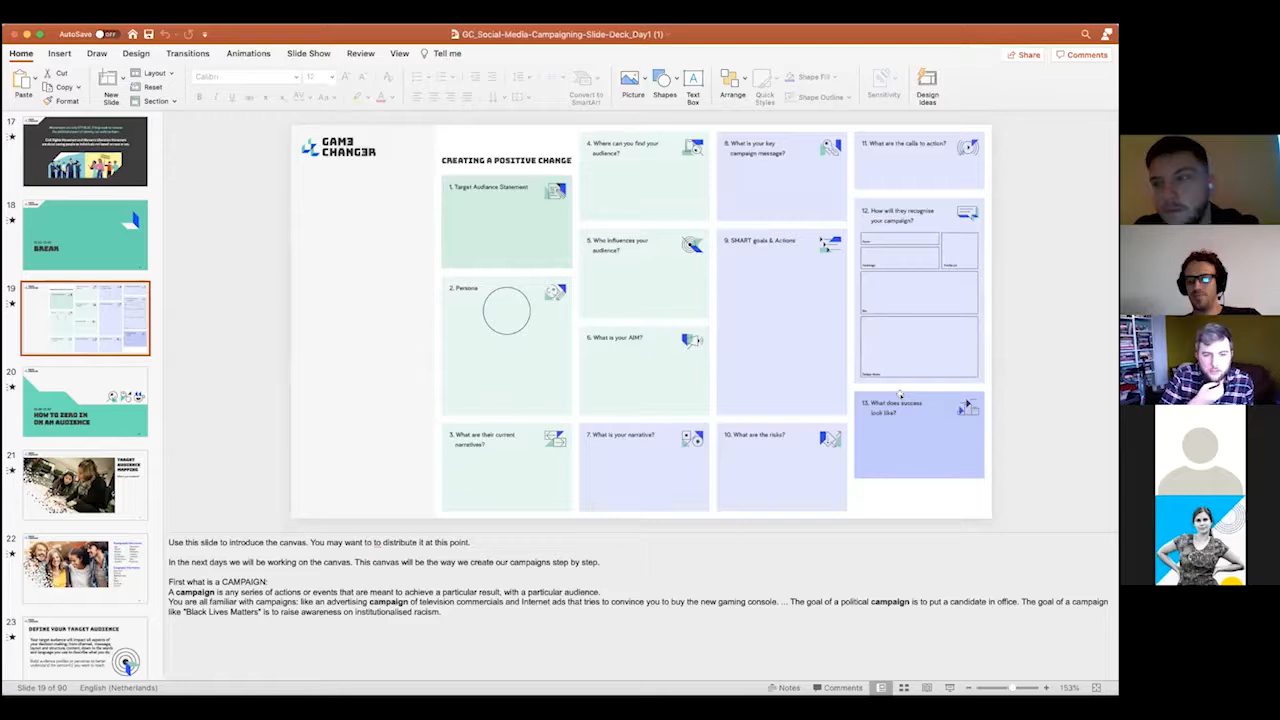 AutoSave OFF
GC_Social-Media-Campaigning-Slide-Deck_Day1 (1)
Home Insert Draw Design Transitions Animations Slide Show Review View Tell me
Share Comments
Paste
Cut
Copy
Format
New Slide
Layout
Reset
Section
Calibri 12
Convert to SmartArt
Picture
Shapes
Text Box
Arrange
Quick Styles
Shape Fill
Shape Outline
Sensitivity
Design Ideas
17
18
BREAK
19
20
HOW TO ZERO IN
ON AN AUDIENCE
21
TARGET
AUDIENCE
MAPPING
22
23
DEFINE YOUR TARGET AUDIENCE
GAME
CHANGER
CREATING A POSITIVE CHANGE
1. Target Audience Statement
2. Persona
3. What are their current
narratives?
4. Where can you find your
audience?
5. Who influences your
audience?
6. What is your AIM?
7. What is your narrative?
8. What is your key
campaign message?
9. SMART goals & Actions
10. What are the risks?
11. What are the calls to action?
12. How will they recognise
your campaign?
13. What does success
look like?
Use this slide to introduce the canvas. You may want to to distribute it at this point.
In the next days we will be working on the canvas. This canvas will be the way we create our campaigns step by step.
First what is a CAMPAIGN:
A campaign is any series of actions or events that are meant to achieve a particular result, with a particular audience.
You are all familiar with campaigns: like an advertising campaign of television commercials and Internet ads that tries to convince you to buy the new gaming console. ... The goal of a political campaign is to put a candidate in office. The goal of a campaign
like "Black Lives Matters" is to raise awareness on institutionalised racism.
Slide 19 of 90 English (Netherlands)
Notes Comments 153%